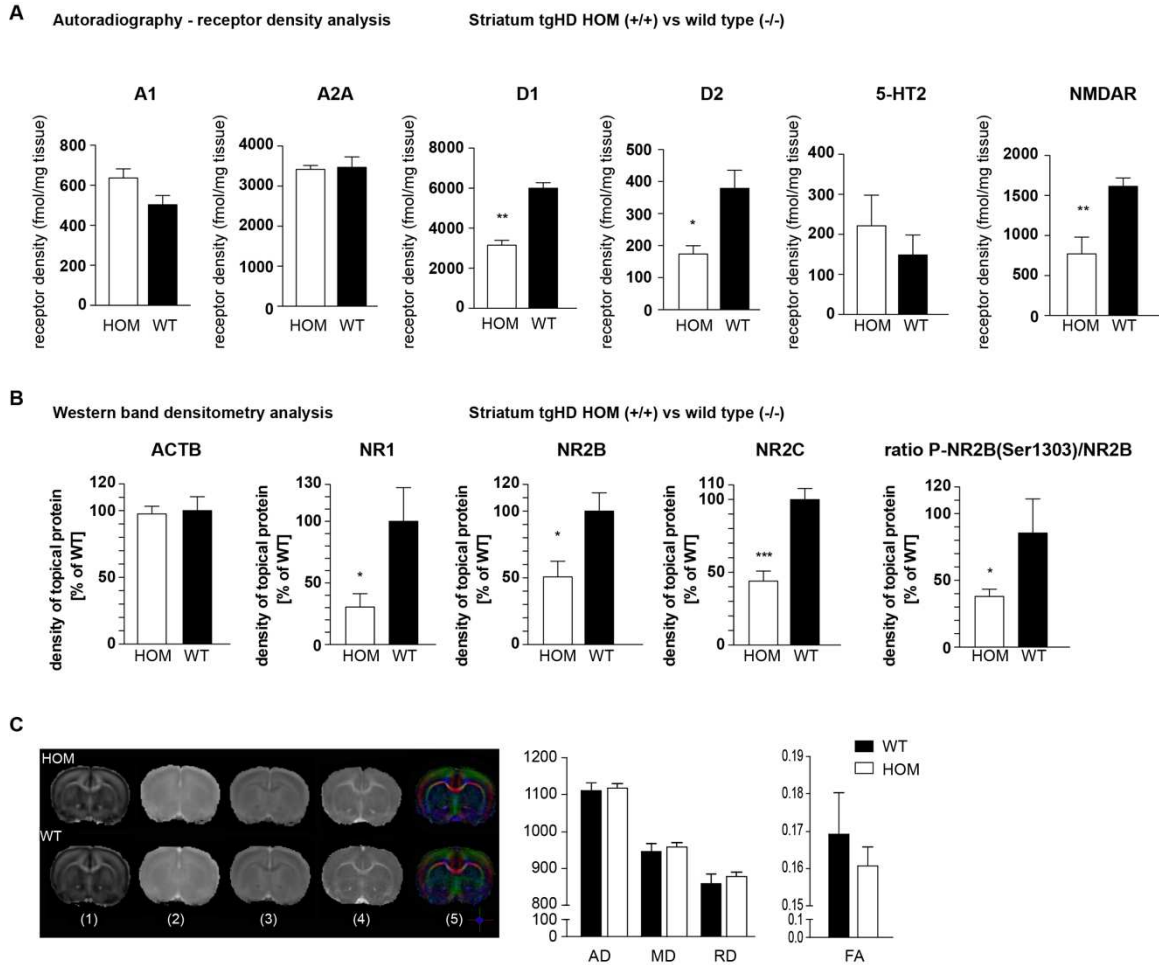 A
Autoradiography - receptor density analysis Striatum tgHD HOM (+/+) vs wild type (-/-)
A1 A2A D1 D2 5-HT2 NMDAR
receptor density (fmol/mg tissue)
800
600
400
200
0
HOM WT
receptor density (fmol/mg tissue)
5000
4000
3000
2000
1000
0
HOM WT
receptor density (fmol/mg tissue)
8000
6000
4000
2000
0
**
HOM WT
receptor density (fmol/mg tissue)
500
400
300
200
100
0
*
HOM WT
receptor density (fmol/mg tissue)
400
300
200
100
0
HOM WT
receptor density (fmol/mg tissue)
2000
1500
1000
500
0
**
HOM WT
B
Western band densitometry analysis Striatum tgHD HOM (+/+) vs wild type (-/-)
ACTB NR1 NR2B NR2C ratio P-NR2B(Ser1303)/NR2B
density of topical protein
[% of WT]
120
100
50
0
HOM WT
density of topical protein
[% of WT]
130
100
50
30
0
*
HOM WT
density of topical protein
[% of WT]
120
100
50
0
*
HOM WT
density of topical protein
[% of WT]
110
100
50
0
***
HOM WT
density of topical protein
[% of WT]
120
100
50
20
0
*
HOM WT
C
HOM
WT
(1) (2) (3) (4) (5)
1200
1100
1000
900
800
100
0
AD MD RD
0.19
0.18
0.17
0.16
0.15
0.1
0.0
FA
WT
HOM